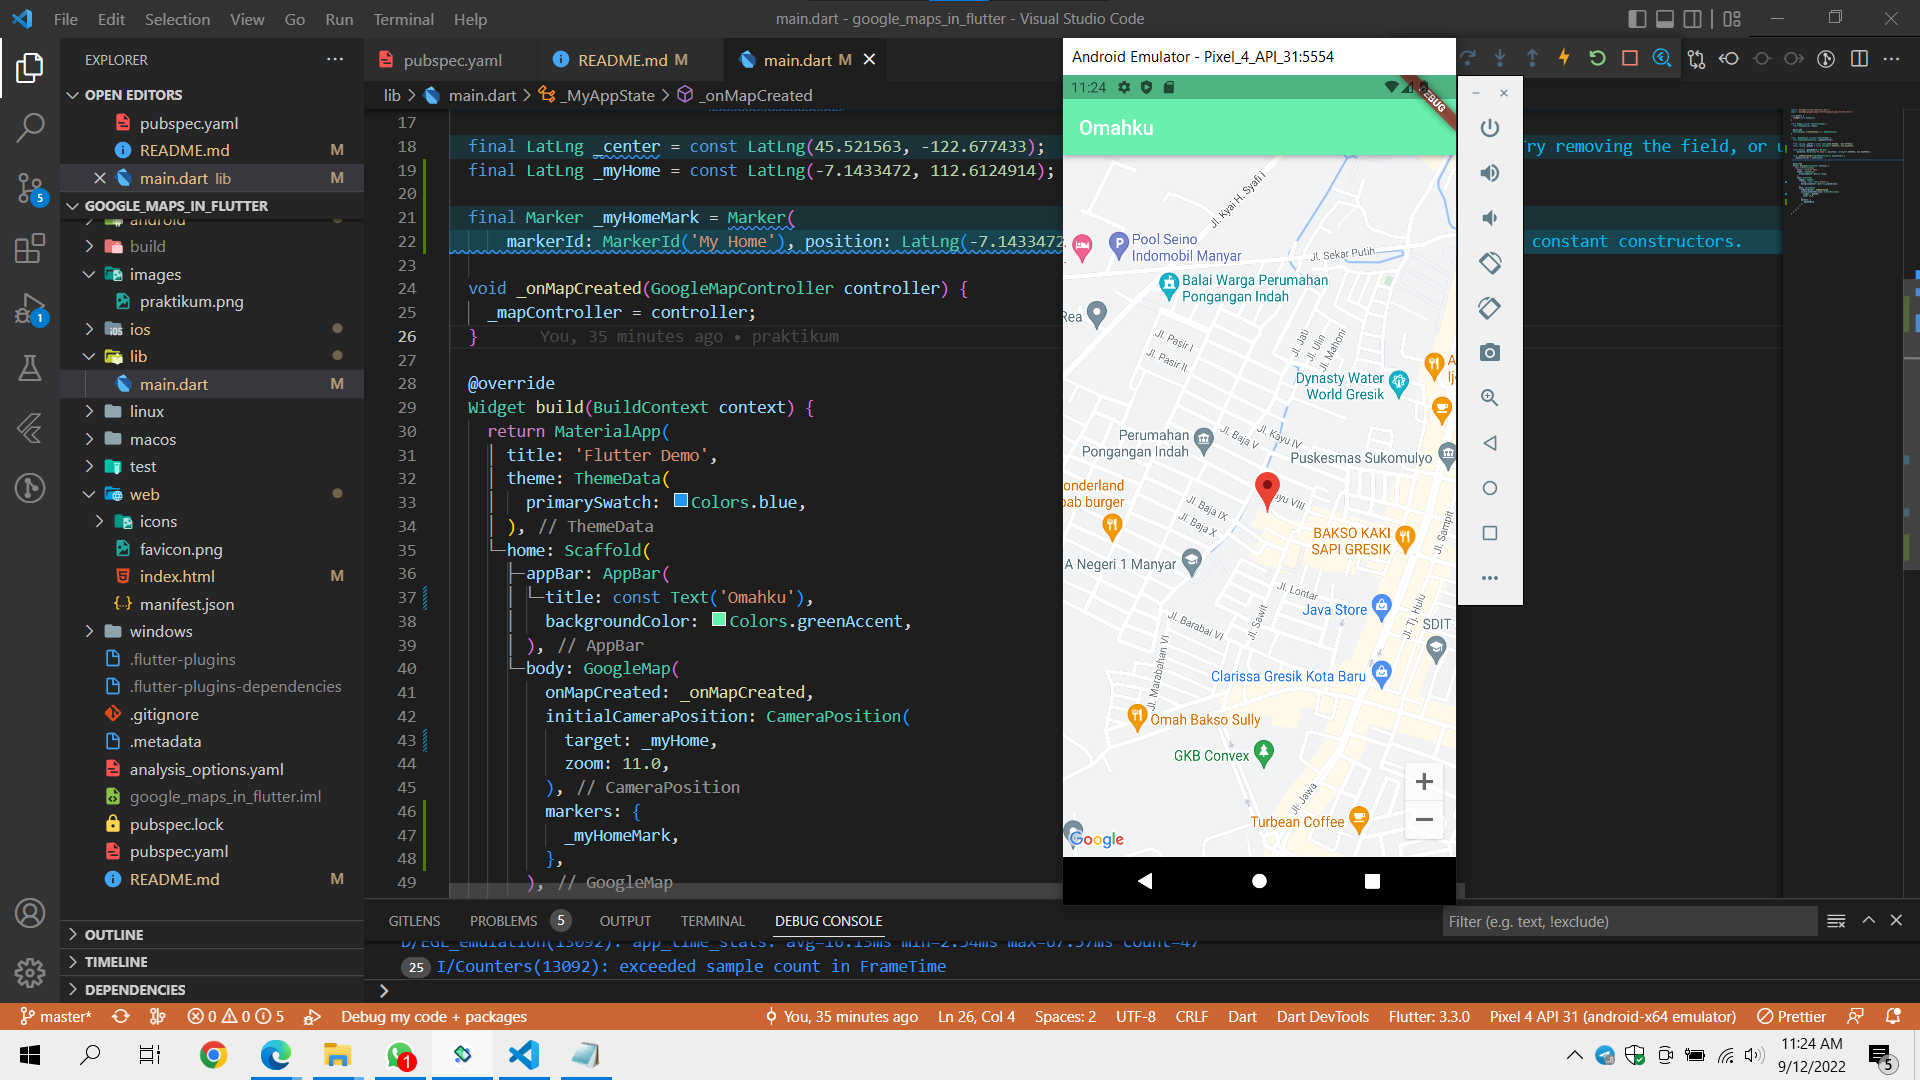 File Edit Selection View Go Run Terminal Help
main.dart - google_maps_in_flutter - Visual Studio Code
EXPLORER
OPEN EDITORS
pubspec.yaml
README.md M
main.dart lib M
GOOGLE_MAPS_IN_FLUTTER
android
build
images
praktikum.png
ios
lib
main.dart M
linux
macos
test
web
icons
favicon.png
index.html M
manifest.json
windows
.flutter-plugins
.flutter-plugins-dependencies
.gitignore
.metadata
analysis_options.yaml
google_maps_in_flutter.iml
pubspec.lock
pubspec.yaml
README.md M
OUTLINE
TIMELINE
DEPENDENCIES
5
1
pubspec.yaml
README.md M
main.dart M
lib > main.dart > _MyAppState > _onMapCreated
17
18 final LatLng _center = const LatLng(45.521563, -122.677433); ry removing the field, or u
19 final LatLng _myHome = const LatLng(-7.1433472, 112.6124914);
20
21 final Marker _myHomeMark = Marker(
22 markerId: MarkerId('My Home'), position: LatLng(-7.1433472 constant constructors.
23
24 void _onMapCreated(GoogleMapController controller) {
25 _mapController = controller;
26 } You, 35 minutes ago • praktikum
27
28 @override
29 Widget build(BuildContext context) {
30 return MaterialApp(
31 title: 'Flutter Demo',
32 theme: ThemeData(
33 primarySwatch: Colors.blue,
34 ), // ThemeData
35 home: Scaffold(
36 appBar: AppBar(
37 title: const Text('Omahku'),
38 backgroundColor: Colors.greenAccent,
39 ), // AppBar
40 body: GoogleMap(
41 onMapCreated: _onMapCreated,
42 initialCameraPosition: CameraPosition(
43 target: _myHome,
44 zoom: 11.0,
45 ), // CameraPosition
46 markers: {
47 _myHomeMark,
48 },
49 ), // GoogleMap
Android Emulator - Pixel_4_API_31:5554
11:24
DEBUG
Omahku
Jl. Kyai H. Syafi I
Pool Seino
Indomobil Manyar
Jl. Sekar Putih
Balai Warga Perumahan
Pongangan Indah
Rea
Jl. Pasir I
Jl. Pasir II
Jl. Jati
Jl. Ulin
Jl. Mahoni
Dynasty Water
World Gresik
Perumahan
Pongangan Indah
Jl. Baja V
Jl. Kayu IV
Puskesmas Sukomulyo
onderland
bab burger
Jl. Baja IX
Jl. Baja X
ayu VIII
BAKSO KAKI
SAPI GRESIK
Jl. Sampit
A Negeri 1 Manyar
Jl. Lontar
Java Store
Jl. Barabai VI
Jl. Sawit
Jl. Tj. Hulu
SDIT
Jl. Marabahan VI
Clarissa Gresik Kota Baru
Omah Bakso Sully
GKB Convex
Jl. Jawa
Turbean Coffee
Google
GITLENS PROBLEMS 5 OUTPUT TERMINAL DEBUG CONSOLE
Filter (e.g. text, !exclude)
D/EGL_emulation(13092): app_time_stats: avg=16.13ms min=2.54ms max=67.57ms count=47
25 I/Counters(13092): exceeded sample count in FrameTime
master* 0 0 5 Debug my code + packages
You, 35 minutes ago Ln 26, Col 4 Spaces: 2 UTF-8 CRLF Dart Dart DevTools Flutter: 3.3.0 Pixel 4 API 31 (android-x64 emulator) Prettier
1
11:24 AM
9/12/2022
5